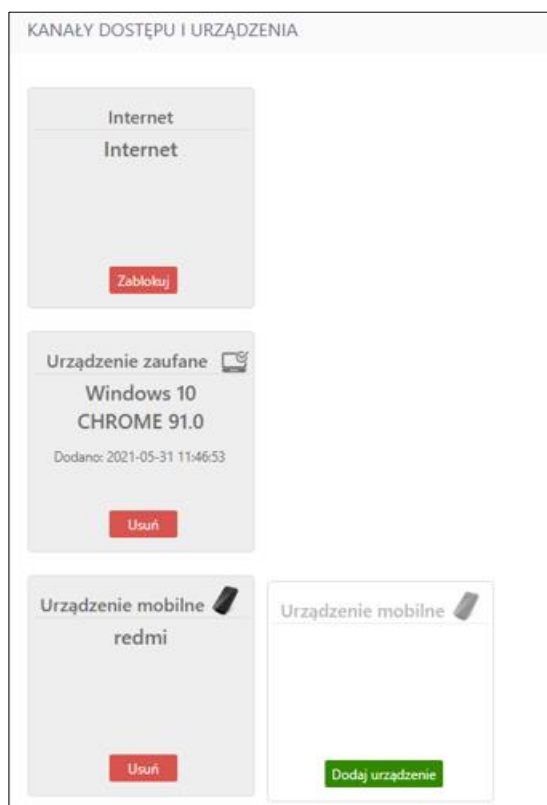 KANAŁY DOSTĘPU I URZĄDZENIA
Internet
Internet
Zablokuj
Urządzenie zaufane
Windows 10
CHROME 91.0
Dodano: 2021-05-31 11:46:53
Usuń
Urządzenie mobilne
redmi
Usuń
Urządzenie mobilne
Dodaj urządzenie